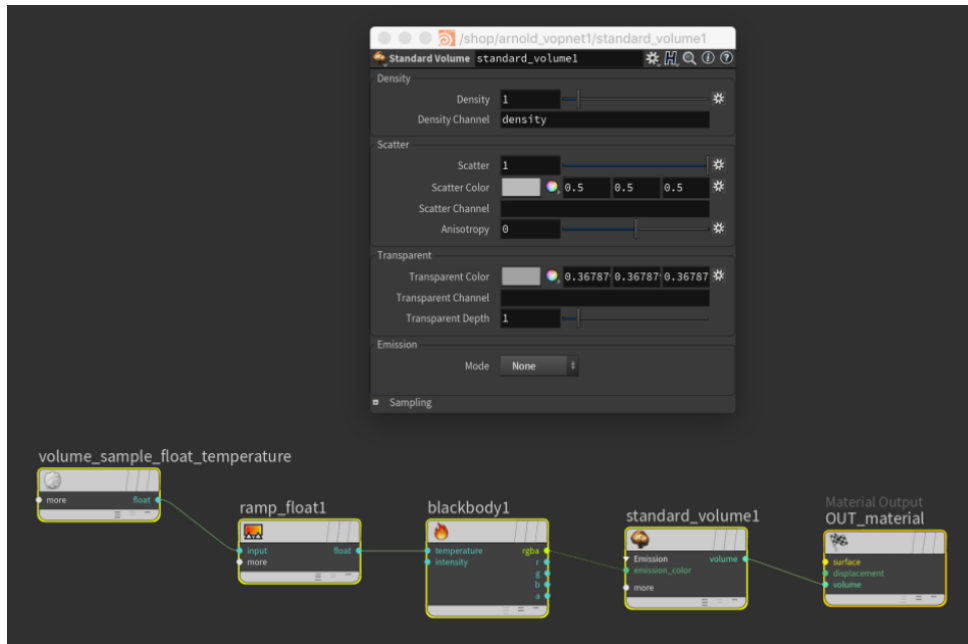 /shop/arnold_vopnet1/standard_volume1
Standard Volume standard_volume1
Density
Density 1
Density Channel density
Scatter
Scatter 1
Scatter Color 0.5 0.5 0.5
Scatter Channel
Anisotropy 0
Transparent
Transparent Color 0.36787 0.36787 0.36787
Transparent Channel
Transparent Depth 1
Emission
Mode None
Sampling
volume_sample_float_temperature
more float
ramp_float1
input float
more
blackbody1
temperature rgba
intensity r
g
b
a
standard_volume1
Emission volume
emission_color
more
Material Output
OUT_material
surface
displacement
volume